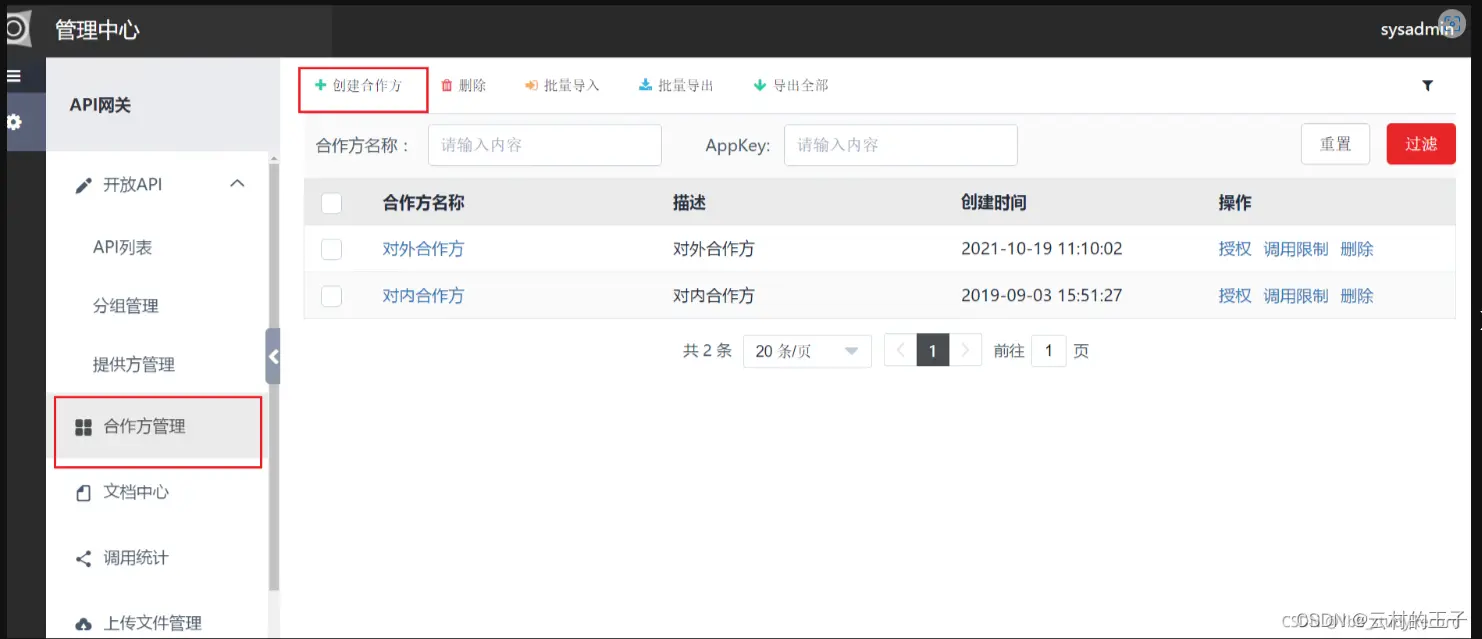 管理中心
sysadmin
API网关
创建合作方 删除 批量导入 批量导出 导出全部
合作方名称： 请输入内容 AppKey: 请输入内容 重置 过滤
开放API
API列表
分组管理
提供方管理
合作方管理
文档中心
调用统计
上传文件管理
合作方名称 描述 创建时间 操作
对外合作方 对外合作方 2021-10-19 11:10:02 授权 调用限制 删除
对内合作方 对内合作方 2019-09-03 15:51:27 授权 调用限制 删除
共 2 条 20 条/页 1 前往 1 页
CSDN @云村的王子